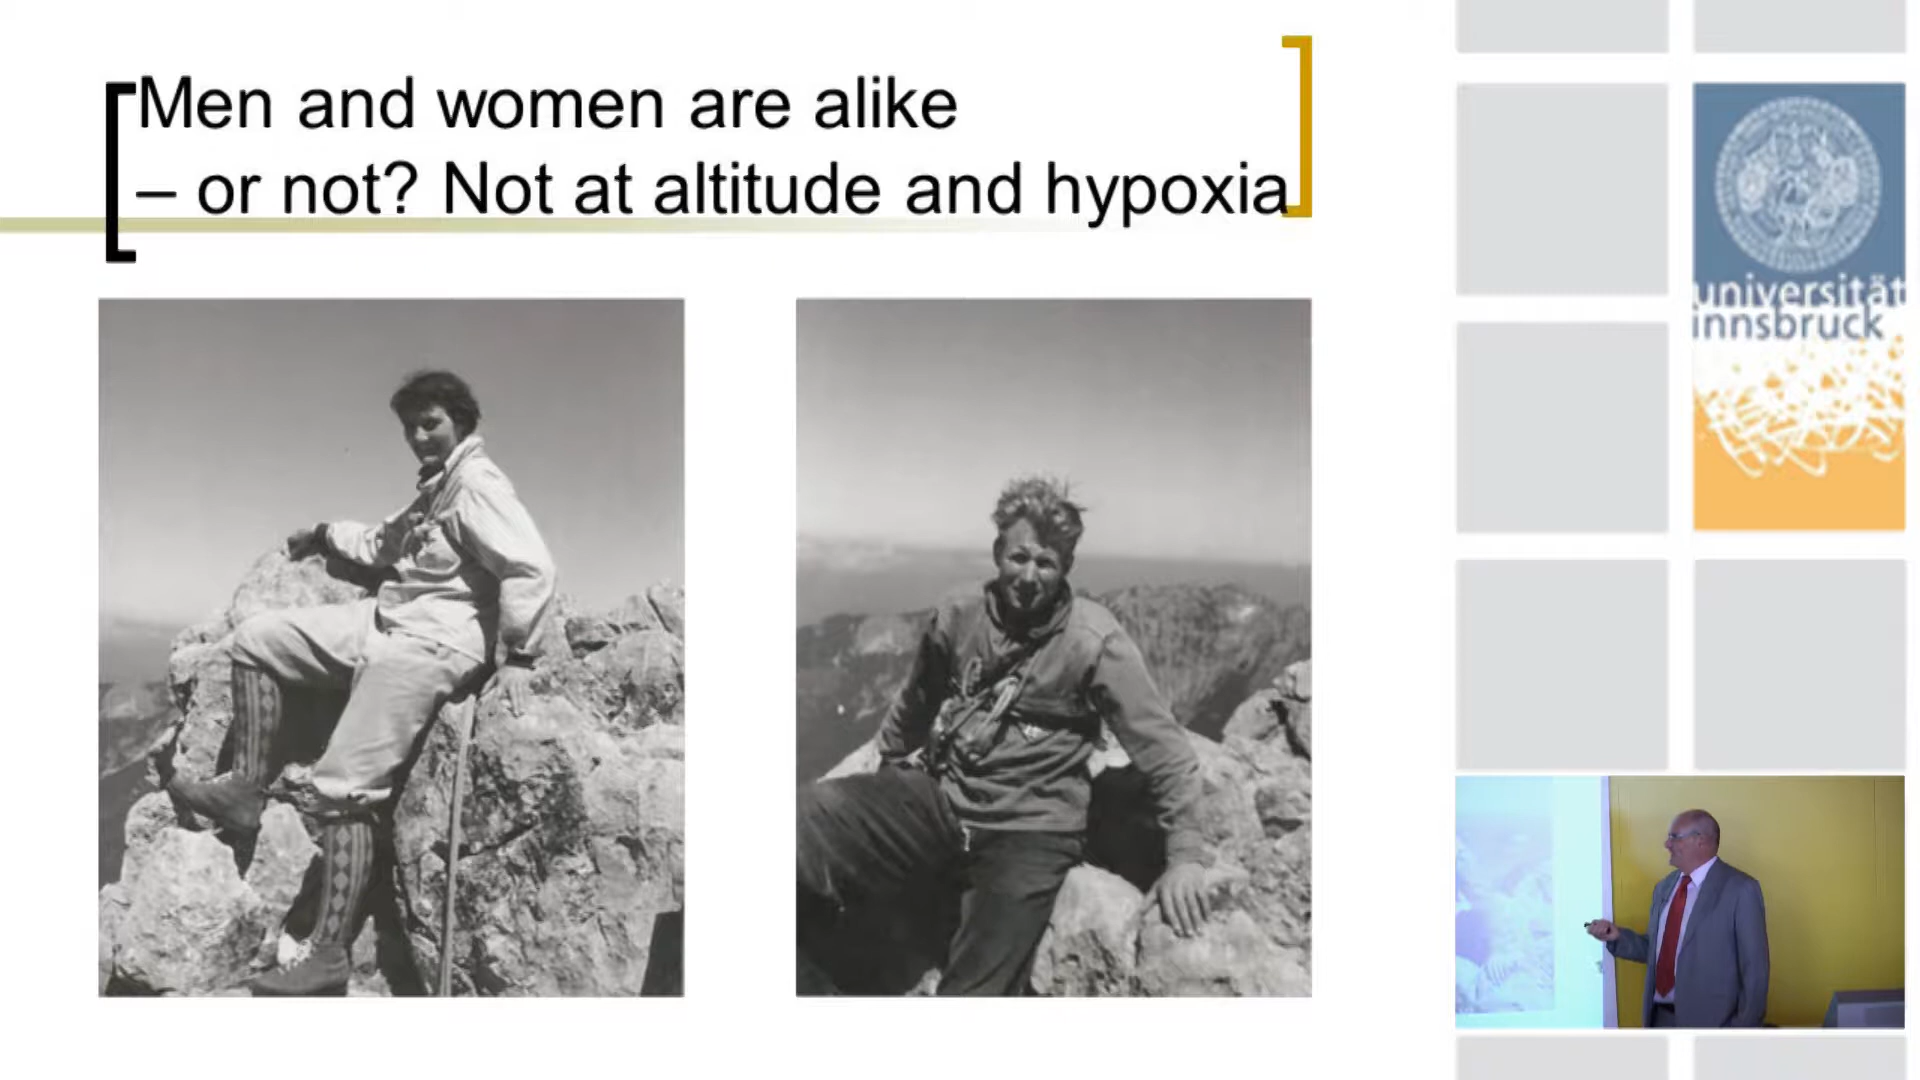 Men and women are alike
– or not? Not at altitude and hypoxia
universität
innsbruck